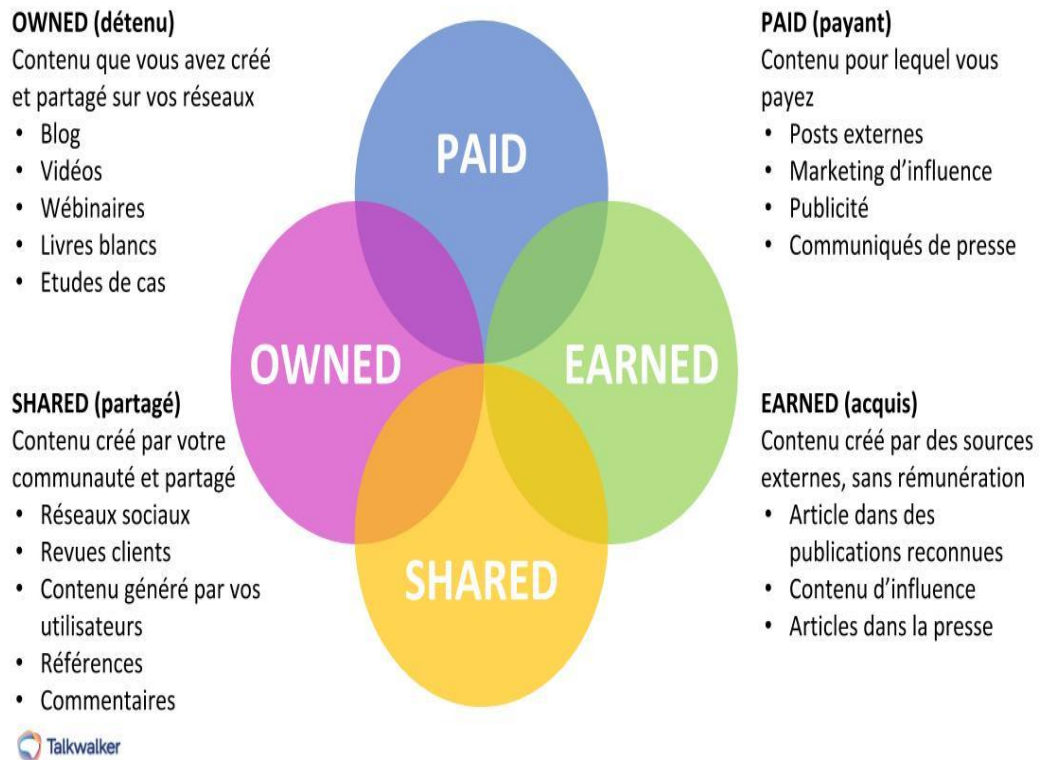 OWNED (détenu)
Contenu que vous avez créé
et partagé sur vos réseaux
• Blog
• Vidéos
• Wébinaires
• Livres blancs
• Etudes de cas
PAID (payant)
Contenu pour lequel vous
payez
• Posts externes
• Marketing d'influence
• Publicité
• Communiqués de presse
PAID
OWNED
EARNED
SHARED
SHARED (partagé)
Contenu créé par votre
communauté et partagé
• Réseaux sociaux
• Revues clients
• Contenu généré par vos
utilisateurs
• Références
• Commentaires
EARNED (acquis)
Contenu créé par des sources
externes, sans rémunération
• Article dans des
publications reconnues
• Contenu d'influence
• Articles dans la presse
Talkwalker